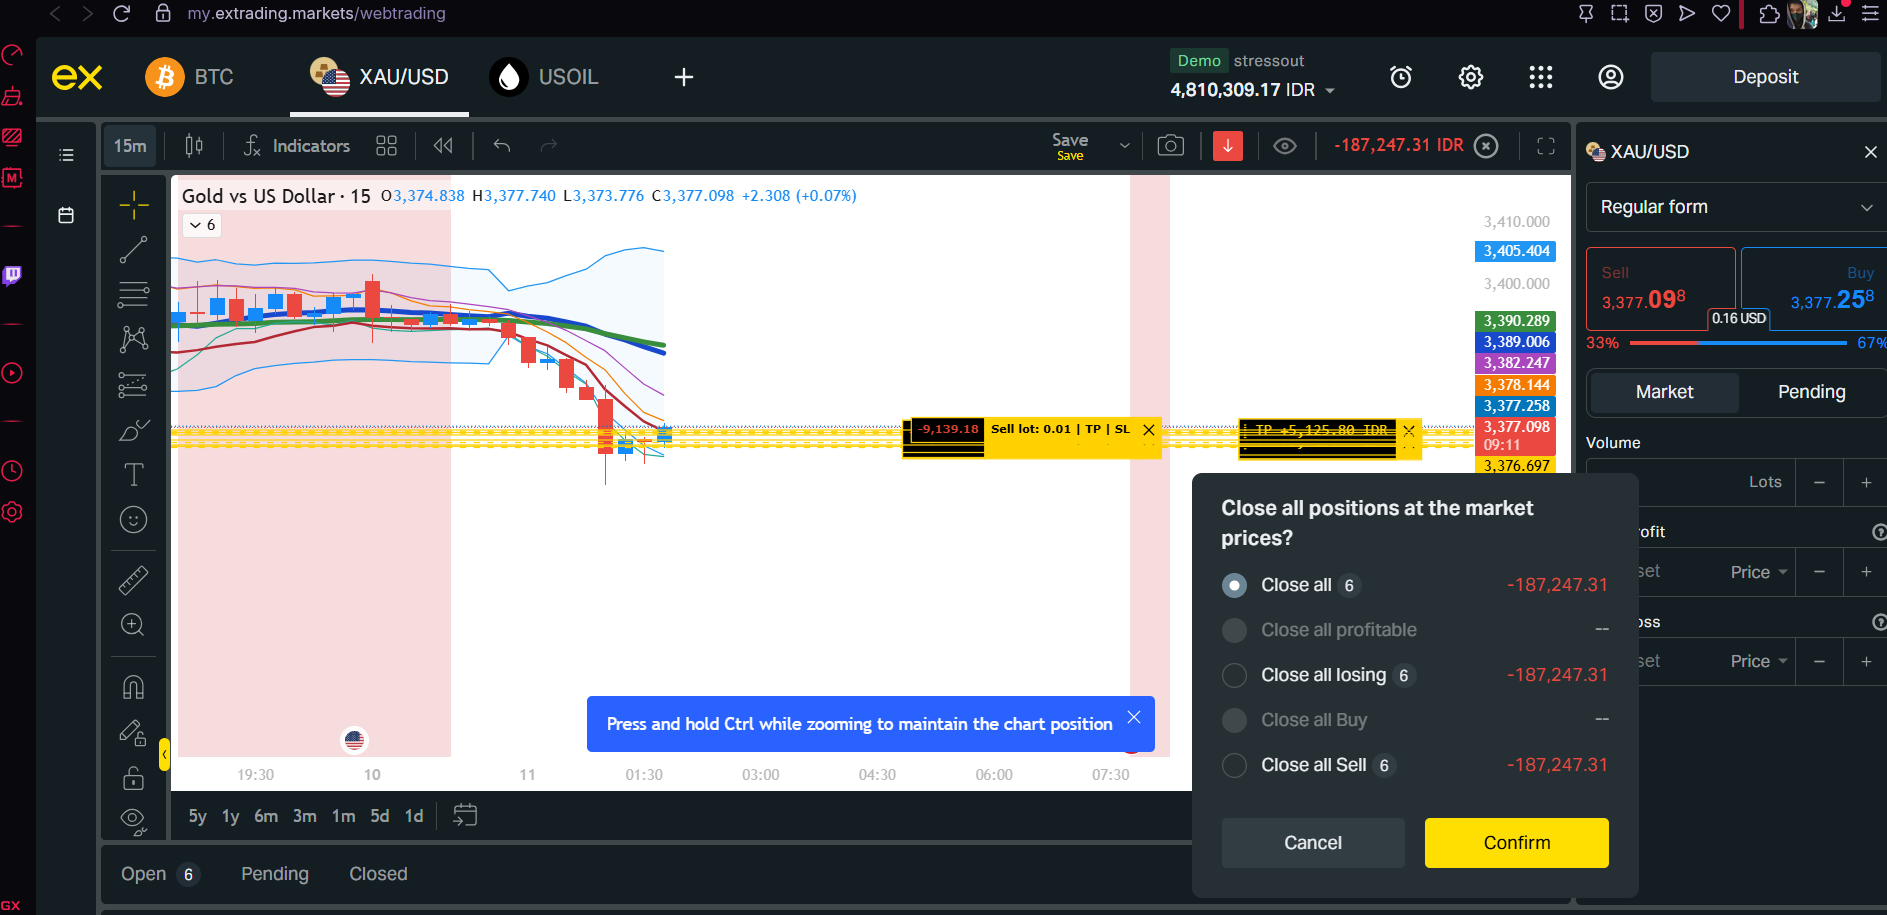 my.extrading.markets/webtrading
ex
BTC
XAU/USD
USOIL
Demo stressout
4,810,309.17 IDR
Deposit
15m
Indicators
Save
Save
-187,247.31 IDR
XAU/USD
Gold vs US Dollar · 15 O3,374.838 H3,377.740 L3,373.776 C3,377.098 +2.308 (+0.07%)
6
3,410.000
3,405.404
3,400.000
3,390.289
3,389.006
3,382.247
3,378.144
3,377.258
3,377.098
09:11
3,376.697
-9,139.18 Sell lot: 0.01 | TP | SL
TP +5,125.80 IDR
Regular form
Sell
3,377.098
Buy
3,377.258
0.16 USD
33%
67%
Market
Pending
Volume
Lots
rofit
set
Price
oss
set
Price
Close all positions at the market
prices?
Close all 6 -187,247.31
Close all profitable --
Close all losing 6 -187,247.31
Close all Buy --
Close all Sell 6 -187,247.31
Cancel
Confirm
Press and hold Ctrl while zooming to maintain the chart position
19:30 10 11 01:30 03:00 04:30 06:00 07:30
5y 1y 6m 3m 1m 5d 1d
Open 6 Pending Closed
GX